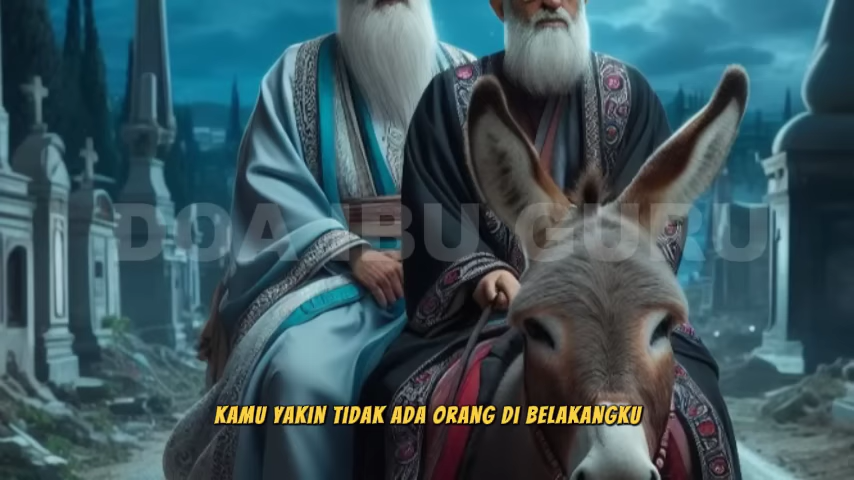 DOA IBU GURU
KAMU YAKIN TIDAK ADA ORANG DI BELAKANGKU